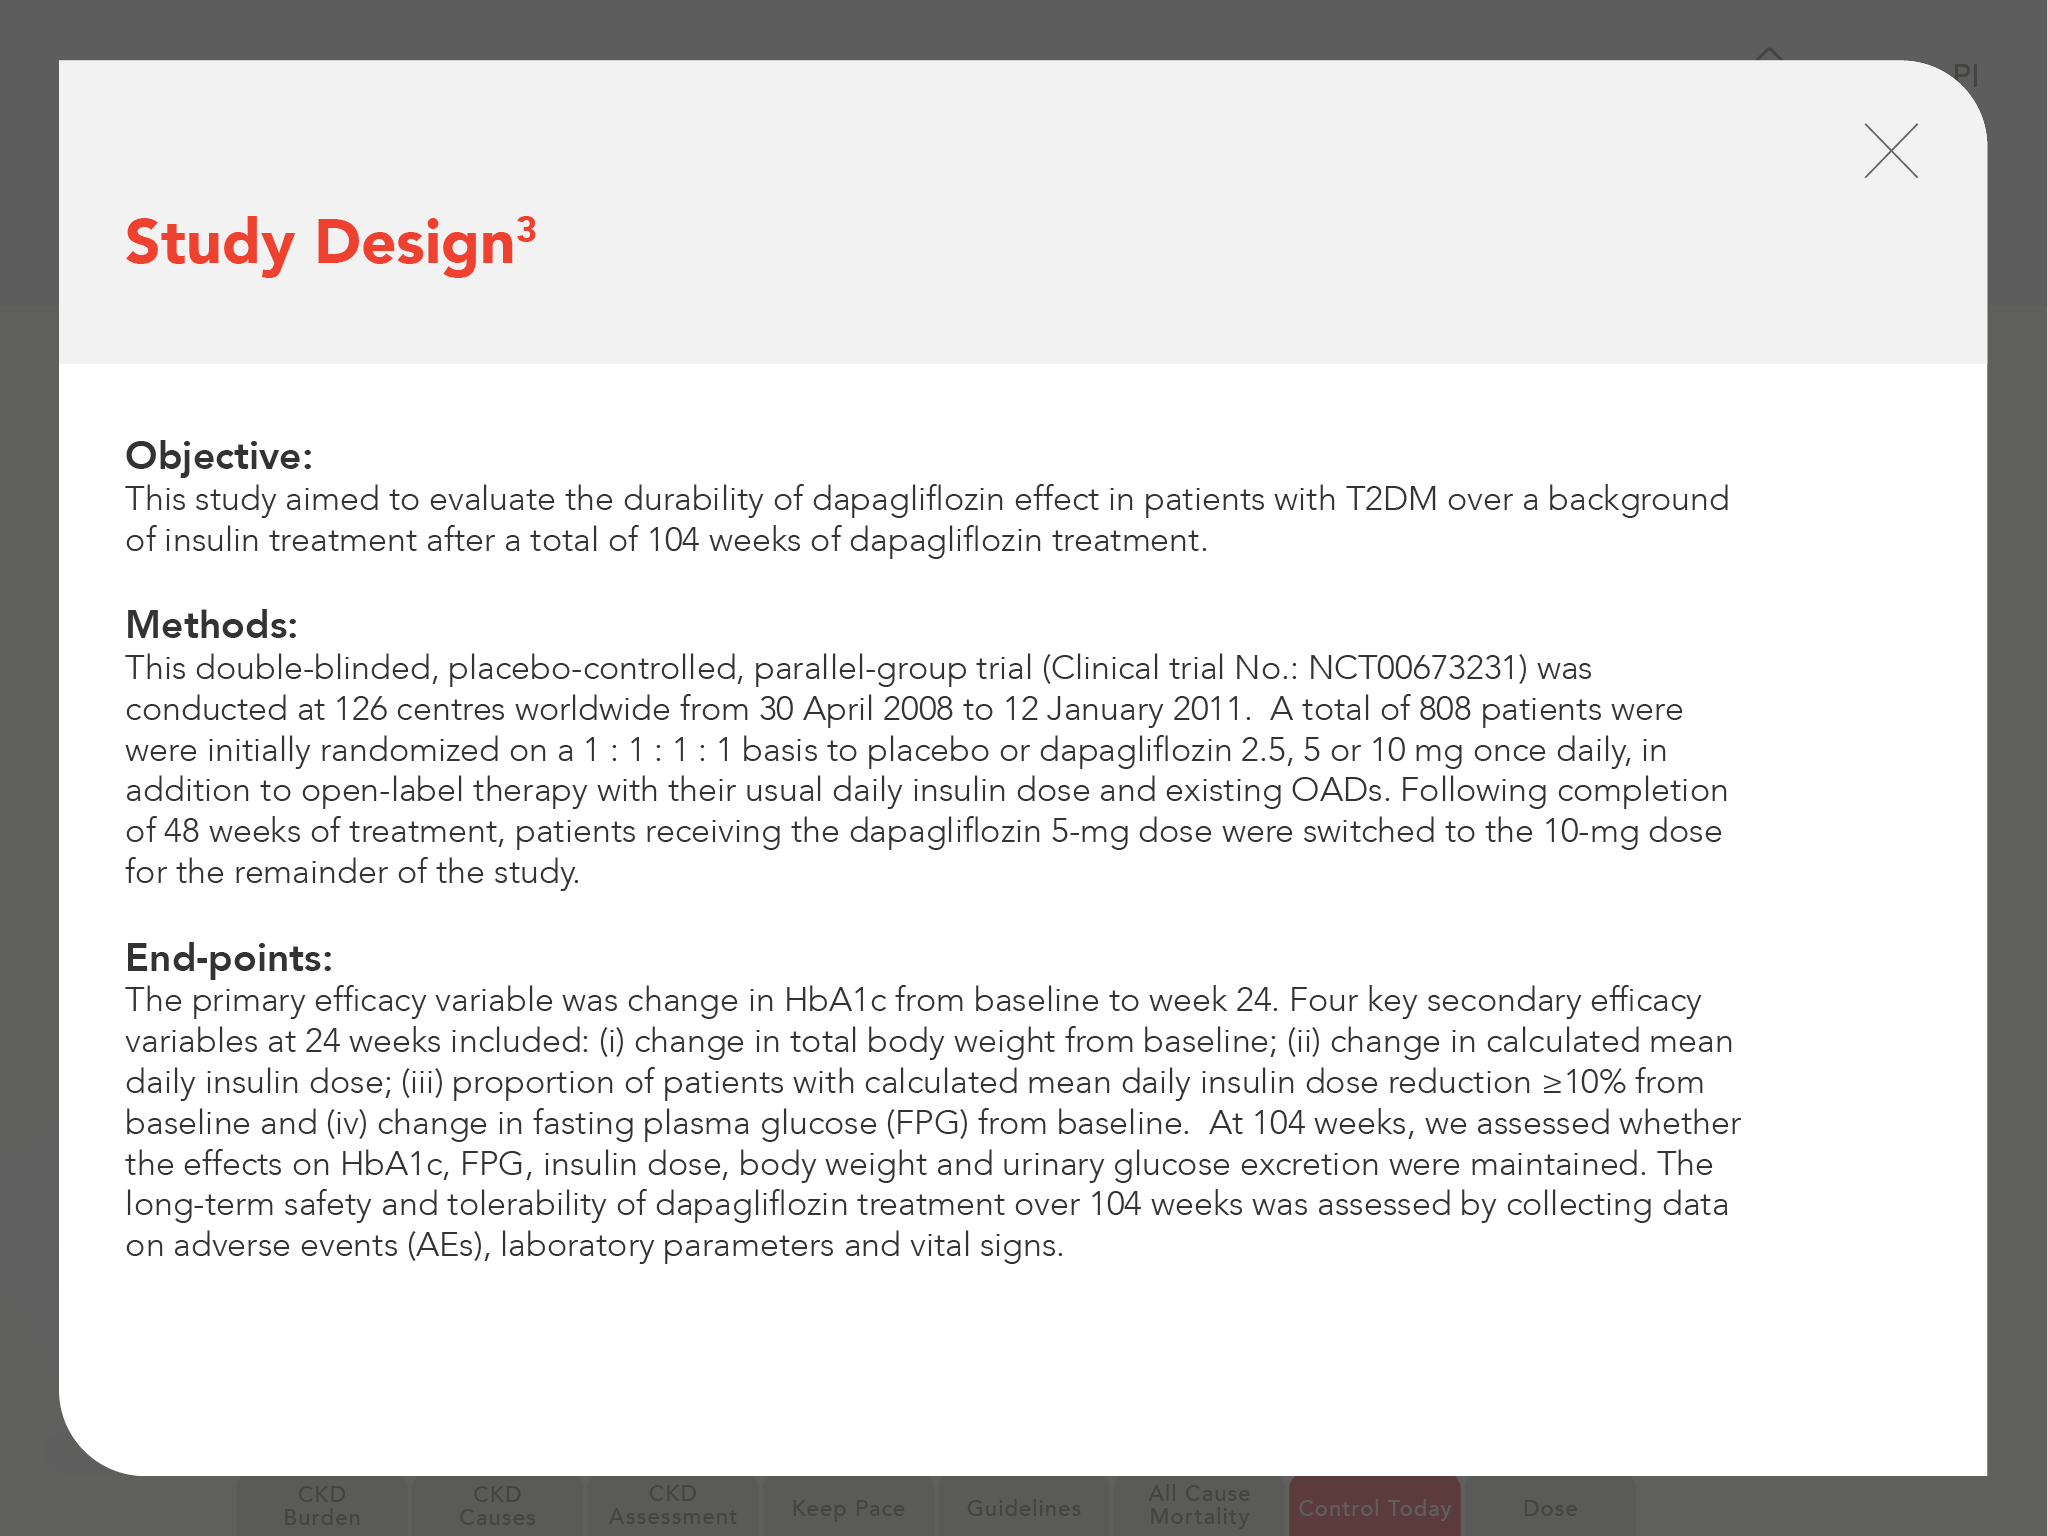 PI
Study Design³
Objective:
This study aimed to evaluate the durability of dapagliflozin effect in patients with T2DM over a background
of insulin treatment after a total of 104 weeks of dapagliflozin treatment.
Methods:
This double-blinded, placebo-controlled, parallel-group trial (Clinical trial No.: NCT00673231) was
conducted at 126 centres worldwide from 30 April 2008 to 12 January 2011.  A total of 808 patients were
were initially randomized on a 1 : 1 : 1 : 1 basis to placebo or dapagliflozin 2.5, 5 or 10 mg once daily, in
addition to open-label therapy with their usual daily insulin dose and existing OADs. Following completion
of 48 weeks of treatment, patients receiving the dapagliflozin 5-mg dose were switched to the 10-mg dose
for the remainder of the study.
End-points:
The primary efficacy variable was change in HbA1c from baseline to week 24. Four key secondary efficacy
variables at 24 weeks included: (i) change in total body weight from baseline; (ii) change in calculated mean
daily insulin dose; (iii) proportion of patients with calculated mean daily insulin dose reduction ≥10% from
baseline and (iv) change in fasting plasma glucose (FPG) from baseline.  At 104 weeks, we assessed whether
the effects on HbA1c, FPG, insulin dose, body weight and urinary glucose excretion were maintained. The
long-term safety and tolerability of dapagliflozin treatment over 104 weeks was assessed by collecting data
on adverse events (AEs), laboratory parameters and vital signs.
CKD
Burden
CKD
Causes
CKD
Assessment
Keep Pace
Guidelines
All Cause
Mortality
Control Today
Dose